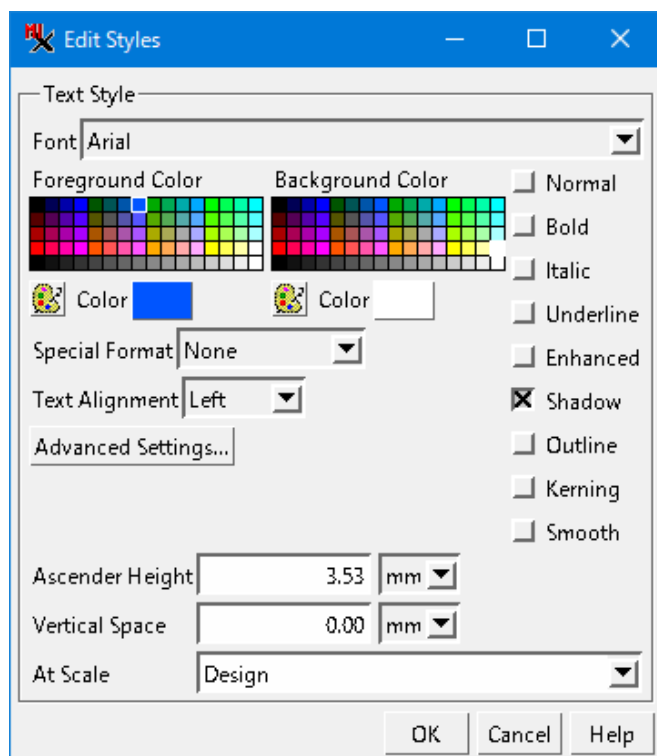 Edit Styles
Text Style
Font Arial
Foreground Color
Background Color
Color
Color
Special Format None
Text Alignment Left
Advanced Settings...
Normal
Bold
Italic
Underline
Enhanced
Shadow
Outline
Kerning
Smooth
Ascender Height 3.53 mm
Vertical Space 0.00 mm
At Scale Design
OK Cancel Help